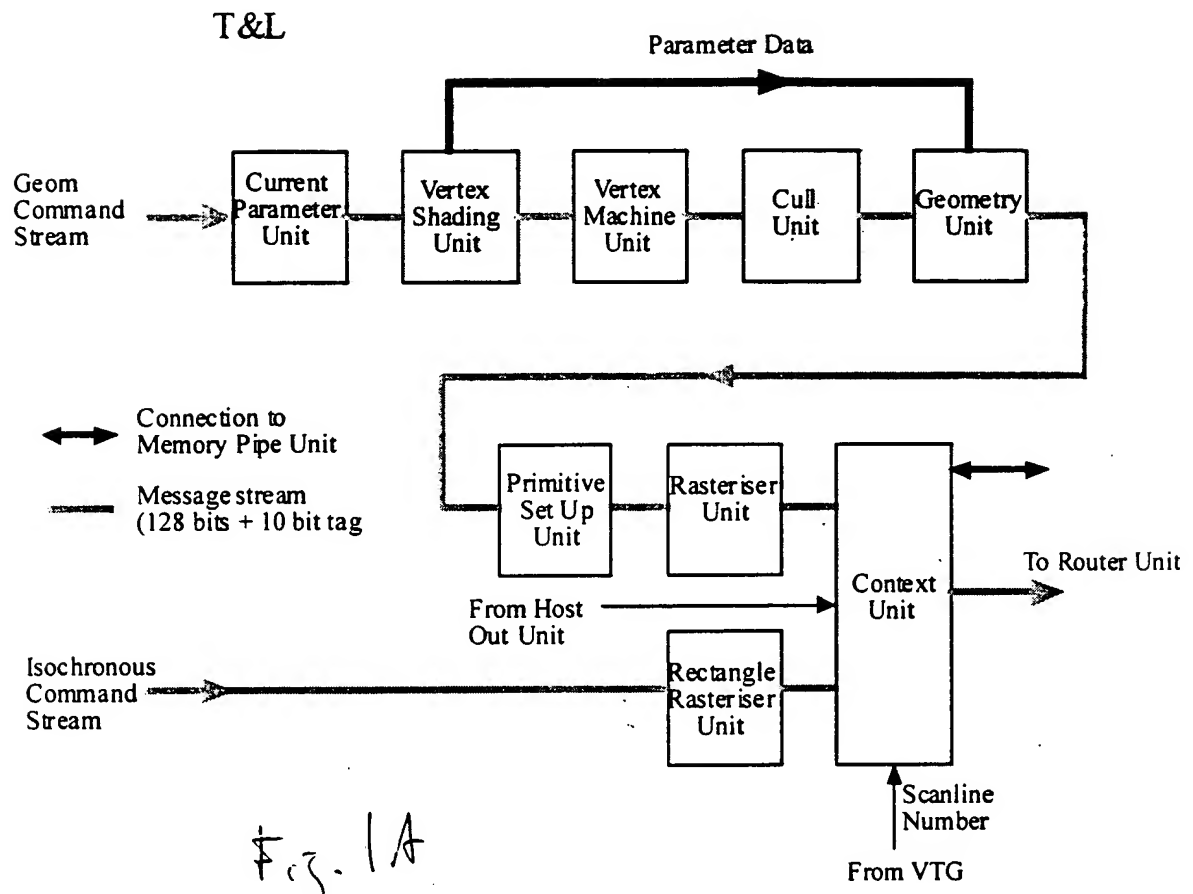 T&L
Parameter Data
Geom
Command
Stream
Current
Parameter
Unit
Vertex
Shading
Unit
Vertex
Machine
Unit
Cull
Unit
Geometry
Unit
Connection to
Memory Pipe Unit
Message stream
(128 bits + 10 bit tag
Primitive
Set Up
Unit
Rasteriser
Unit
Context
Unit
To Router Unit
From Host
Out Unit
Isochronous
Command
Stream
Rectangle
Rasteriser
Unit
Scanline
Number
From VTG
Fig. 1A